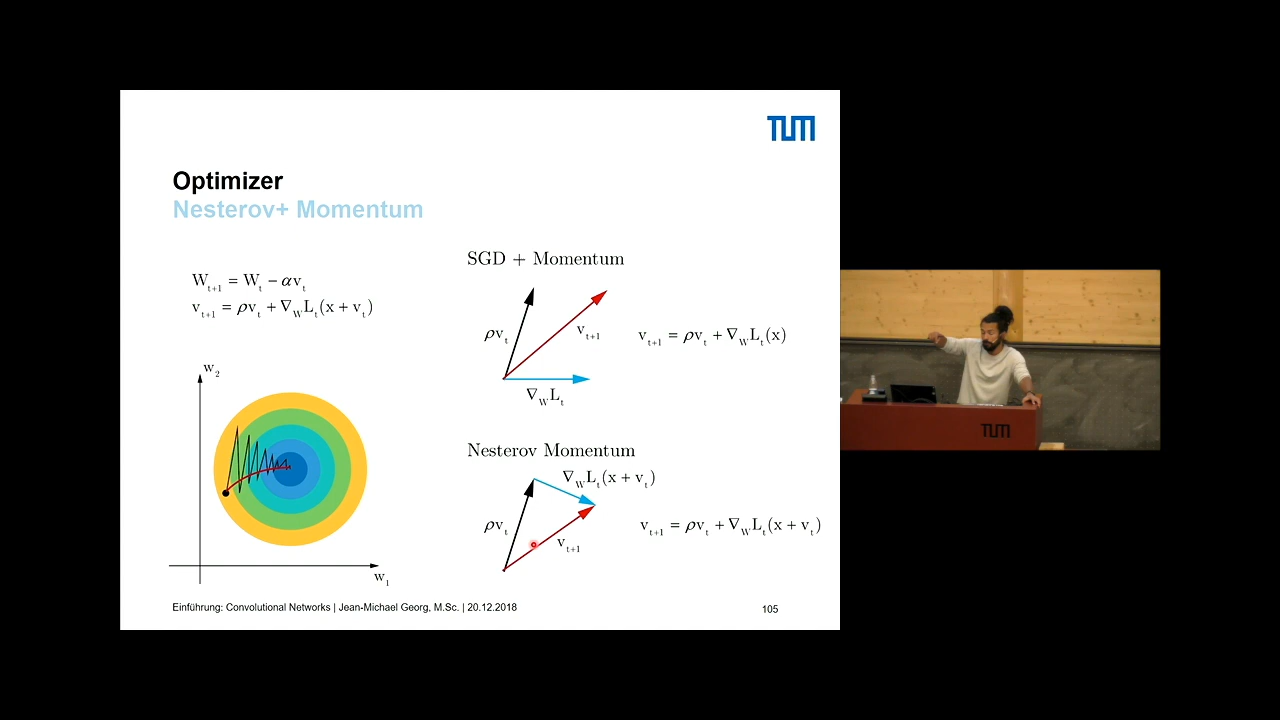 TUM
Optimizer
Nesterov+ Momentum
W_{t+1} = W_t − αv_t
v_{t+1} = ρv_t + ∇_W L_t(x + v_t)
w_2
w_1
SGD + Momentum
ρv_t
v_{t+1}
∇_W L_t
v_{t+1} = ρv_t + ∇_W L_t(x)
Nesterov Momentum
∇_W L_t(x + v_t)
ρv_t
v_{t+1}
v_{t+1} = ρv_t + ∇_W L_t(x + v_t)
Einführung: Convolutional Networks | Jean-Michael Georg, M.Sc. | 20.12.2018
105
TUM